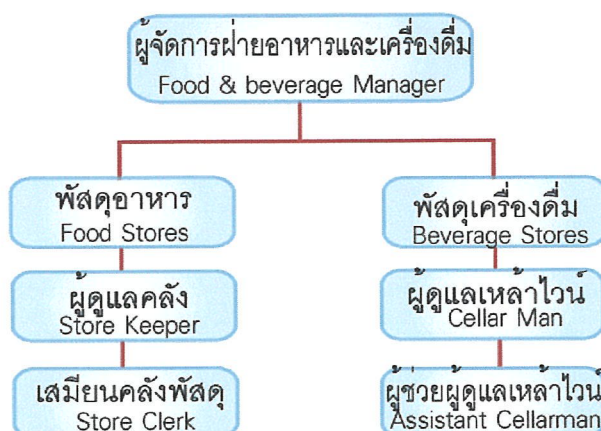 ผู้จัดการฝ่ายอาหารและเครื่องดื่ม
Food & beverage Manager
พัสดุอาหาร
Food Stores
ผู้ดูแลคลัง
Store Keeper
เสมียนคลังพัสดุ
Store Clerk
พัสดุเครื่องดื่ม
Beverage Stores
ผู้ดูแลเหล้าไวน์
Cellar Man
ผู้ช่วยผู้ดูแลเหล้าไวน์
Assistant Cellarman